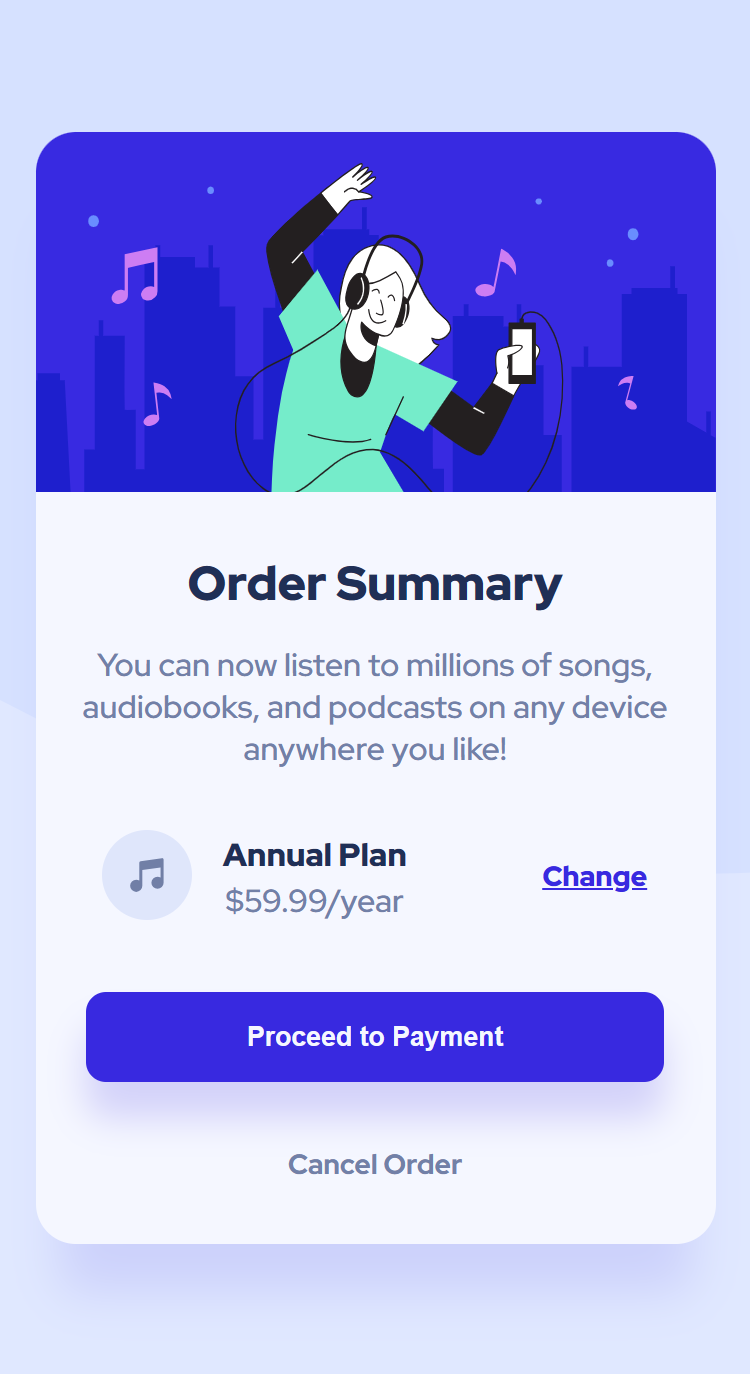 Order Summary
You can now listen to millions of songs,
audiobooks, and podcasts on any device
anywhere you like!
Annual Plan
$59.99/year
Change
Proceed to Payment
Cancel Order